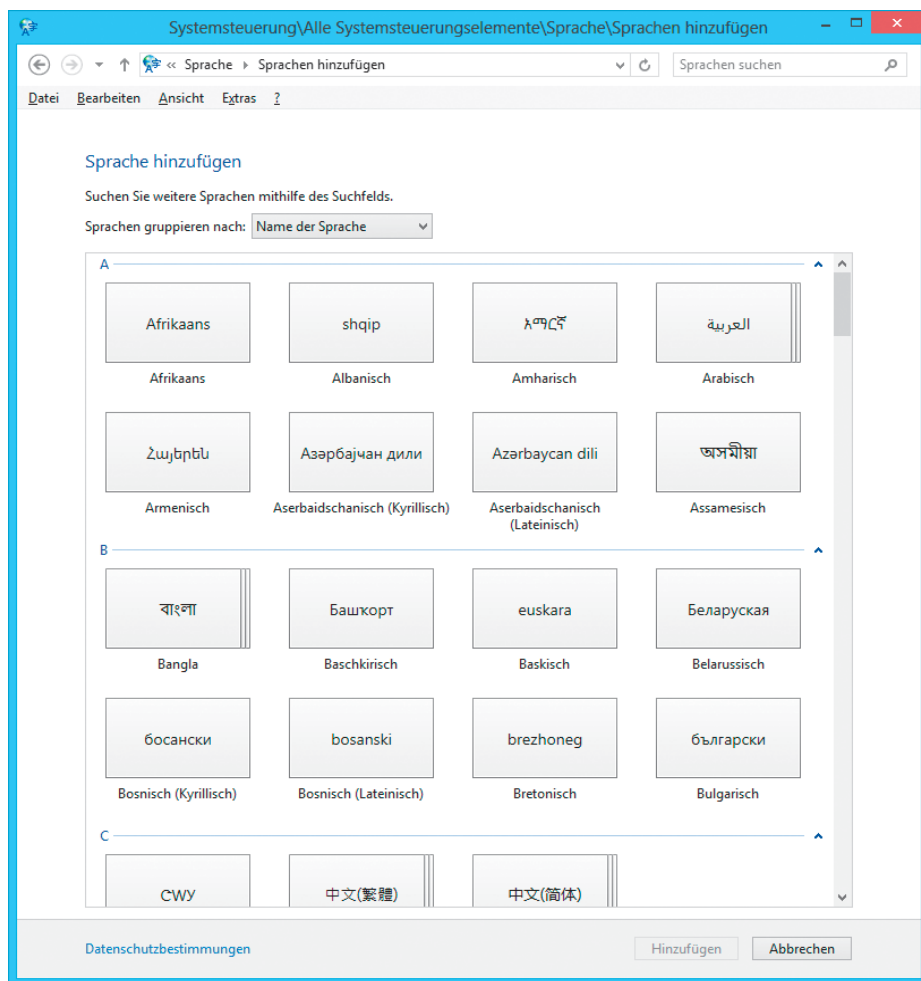 Systemsteuerung\Alle Systemsteuerungselemente\Sprache\Sprachen hinzufügen
« Sprache Sprachen hinzufügen Sprachen suchen
Datei Bearbeiten Ansicht Extras ?
Sprache hinzufügen
Suchen Sie weitere Sprachen mithilfe des Suchfelds.
Sprachen gruppieren nach: Name der Sprache
A
Afrikaans shqip አማርኛ العربية
Afrikaans Albanisch Amharisch Arabisch
Հայերեն Азәрбајҹан дили Azərbaycan dili অসমীয়া
Armenisch Aserbaidschanisch (Kyrillisch) Aserbaidschanisch (Lateinisch) Assamesisch
B
বাংলা Башҡорт euskara Беларуская
Bangla Baschkirisch Baskisch Belarussisch
босански bosanski brezhoneg български
Bosnisch (Kyrillisch) Bosnisch (Lateinisch) Bretonisch Bulgarisch
C
ᏣᎳᎩ 中文(繁體) 中文(简体)
Datenschutzbestimmungen Hinzufügen Abbrechen